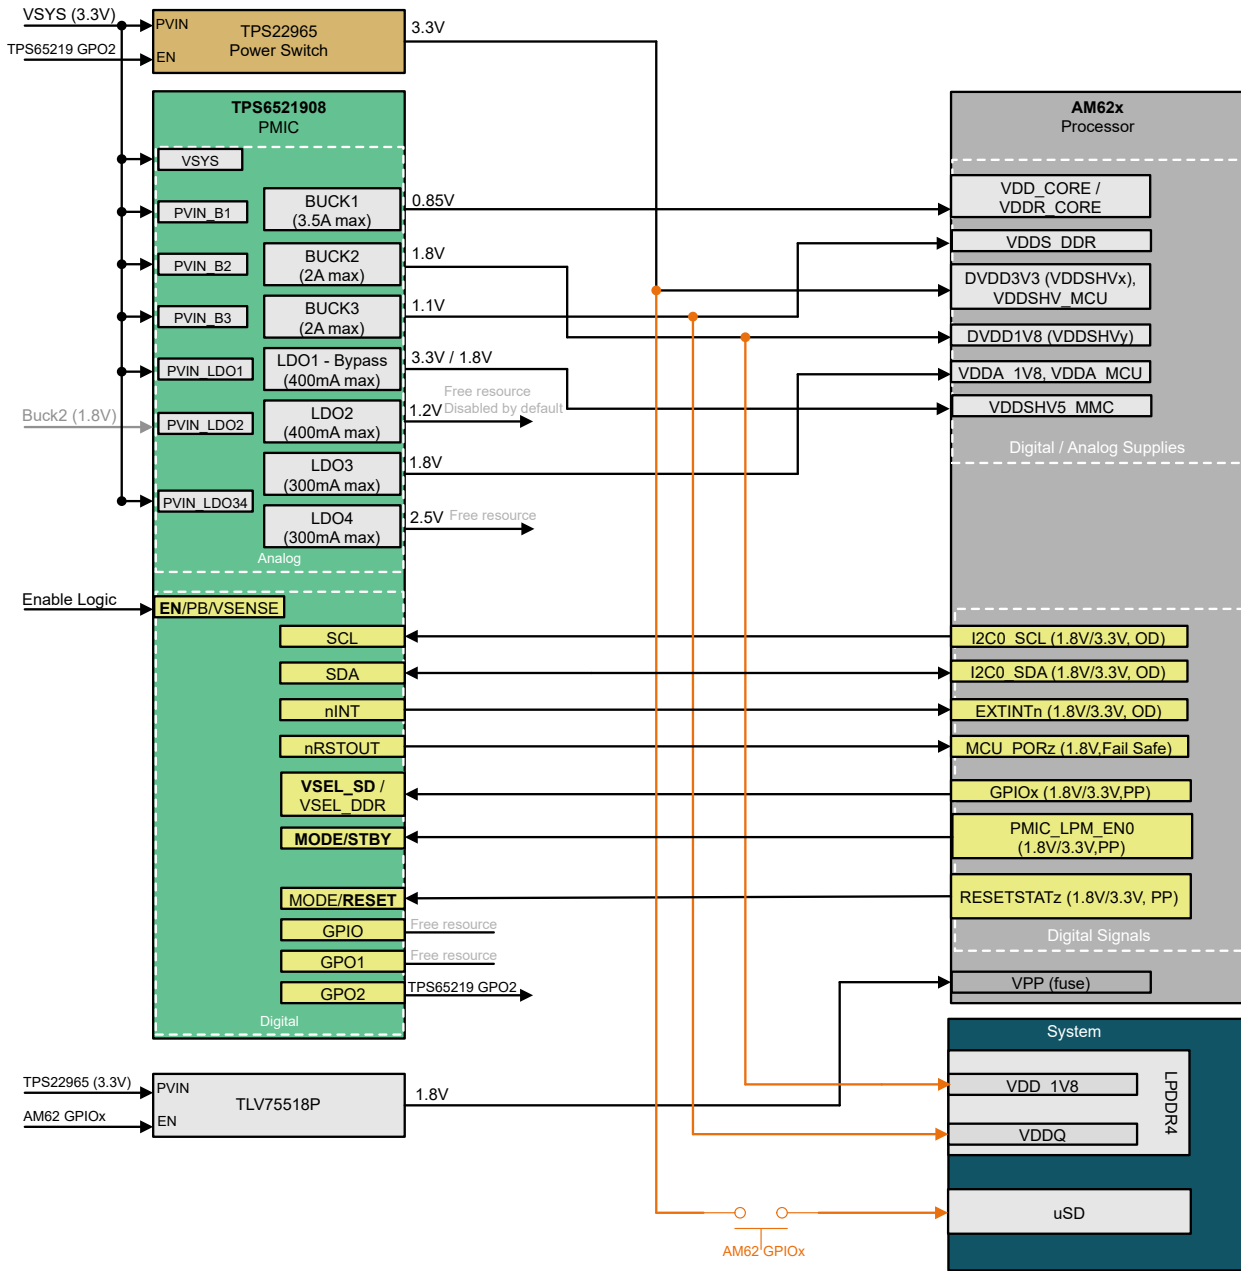 VSYS (3.3V)
TPS65219 GPO2
PVIN
EN
TPS22965
Power Switch
3.3V
TPS6521908
PMIC
VSYS
PVIN_B1
PVIN_B2
PVIN_B3
PVIN_LDO1
Buck2 (1.8V)
PVIN_LDO2
PVIN_LDO34
BUCK1
(3.5A max)
0.85V
BUCK2
(2A max)
1.8V
BUCK3
(2A max)
1.1V
LDO1 - Bypass
(400mA max)
3.3V / 1.8V
LDO2
(400mA max)
1.2V
Free resource
Disabled by default
LDO3
(300mA max)
1.8V
LDO4
(300mA max)
2.5V
Free resource
Analog
AM62x
Processor
VDD_CORE /
VDDR_CORE
VDDS_DDR
DVDD3V3 (VDDSHVx),
VDDSHV_MCU
DVDD1V8 (VDDSHVy)
VDDA_1V8, VDDA_MCU
VDDSHV5_MMC
Digital / Analog Supplies
Enable Logic
EN/PB/VSENSE
SCL
SDA
nINT
nRSTOUT
VSEL_SD /
VSEL_DDR
MODE/STBY
MODE/RESET
GPIO
Free resource
GPO1
Free resource
GPO2
TPS65219 GPO2
Digital
I2C0_SCL (1.8V/3.3V, OD)
I2C0_SDA (1.8V/3.3V, OD)
EXTINTn (1.8V/3.3V, OD)
MCU_PORz (1.8V,Fail Safe)
GPIOx (1.8V/3.3V,PP)
PMIC_LPM_EN0
(1.8V/3.3V,PP)
RESETSTATz (1.8V/3.3V, PP)
Digital Signals
VPP (fuse)
TPS22965 (3.3V)
AM62 GPIOx
PVIN
EN
TLV75518P
1.8V
System
VDD_1V8
VDDQ
LPDDR4
uSD
AM62 GPIOx